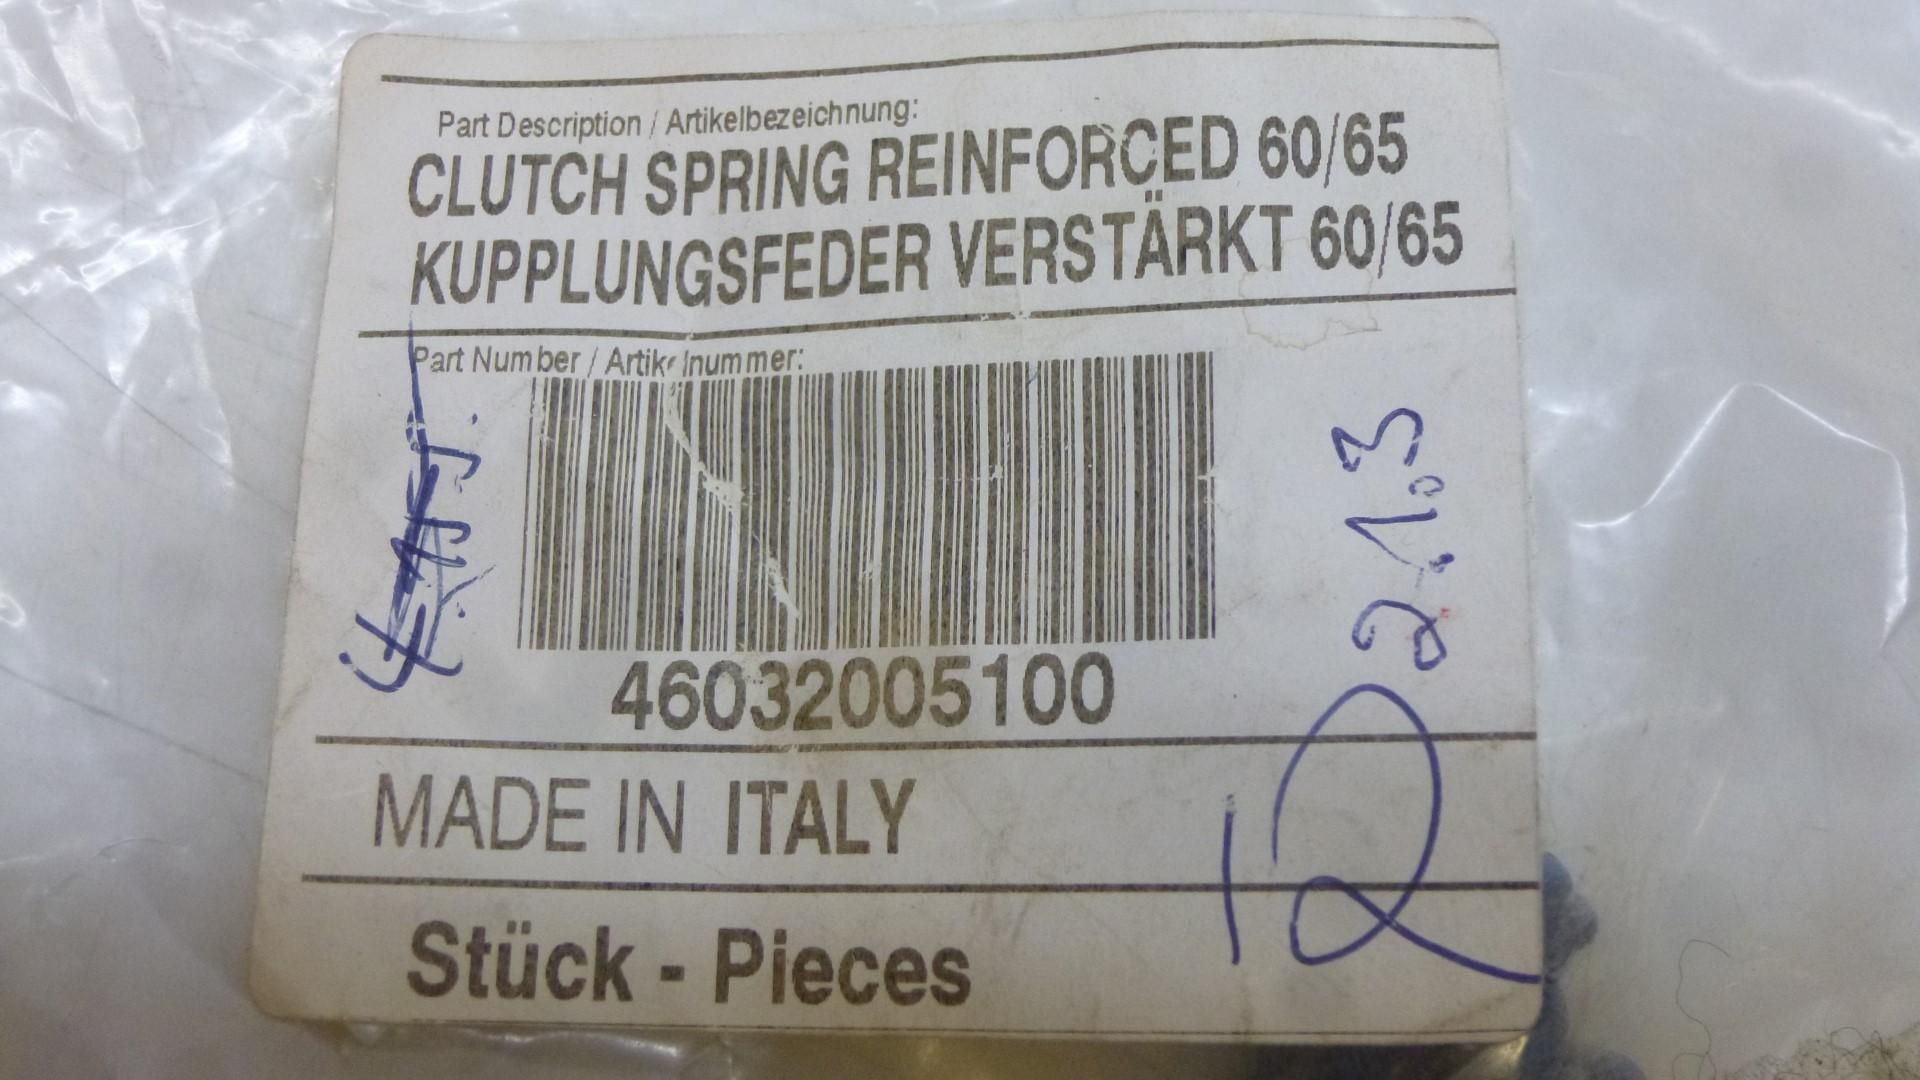 Part Description / Artikelbezeichnung:
CLUTCH SPRING REINFORCED 60/65
KUPPLUNGSFEDER VERSTÄRKT 60/65
Part Number / Artikelnummer:
46032005100
MADE IN ITALY
Stück - Pieces
12